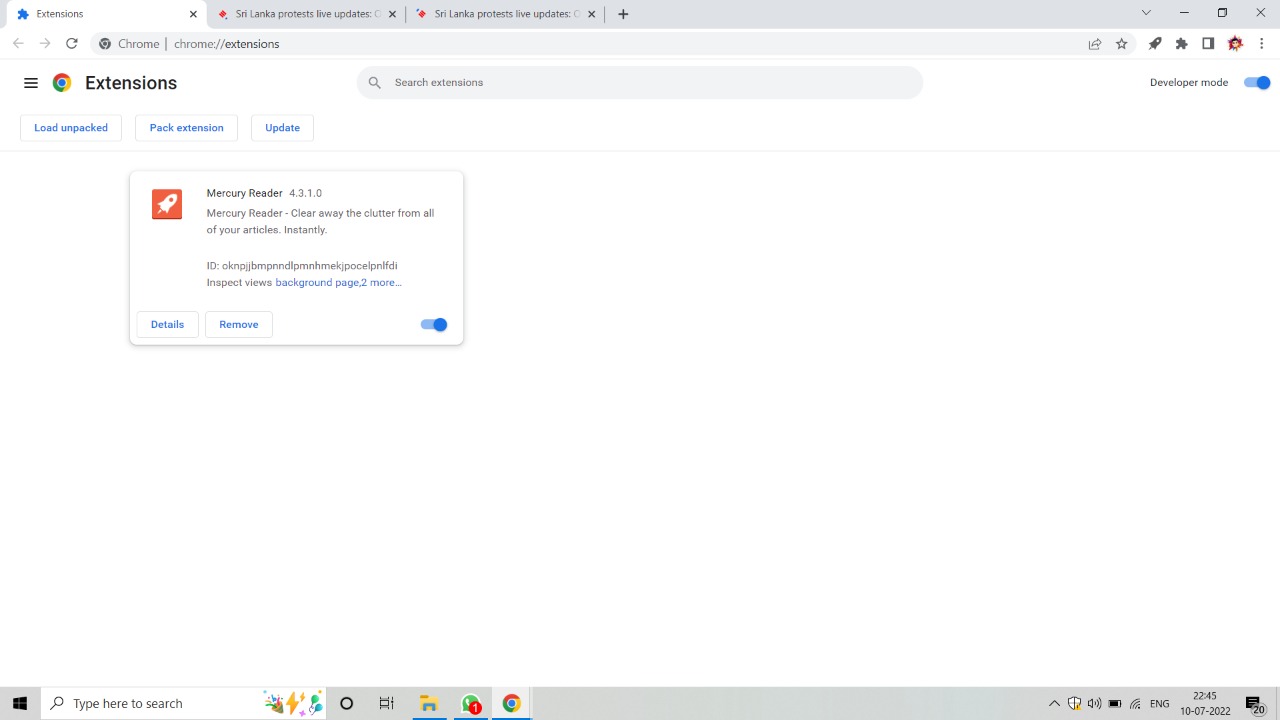 Extensions
Sri Lanka protests live updates: C
Sri Lanka protests live updates: C
Chrome | chrome://extensions
Extensions
Search extensions
Developer mode
Load unpacked
Pack extension
Update
Mercury Reader 4.3.1.0
Mercury Reader - Clear away the clutter from all
of your articles. Instantly.
ID: oknpjjbmpnndlpmnhmekjpocelpnlfdi
Inspect views background page,2 more...
Details
Remove
Type here to search
1
ENG
22:45
10-07-2022
20